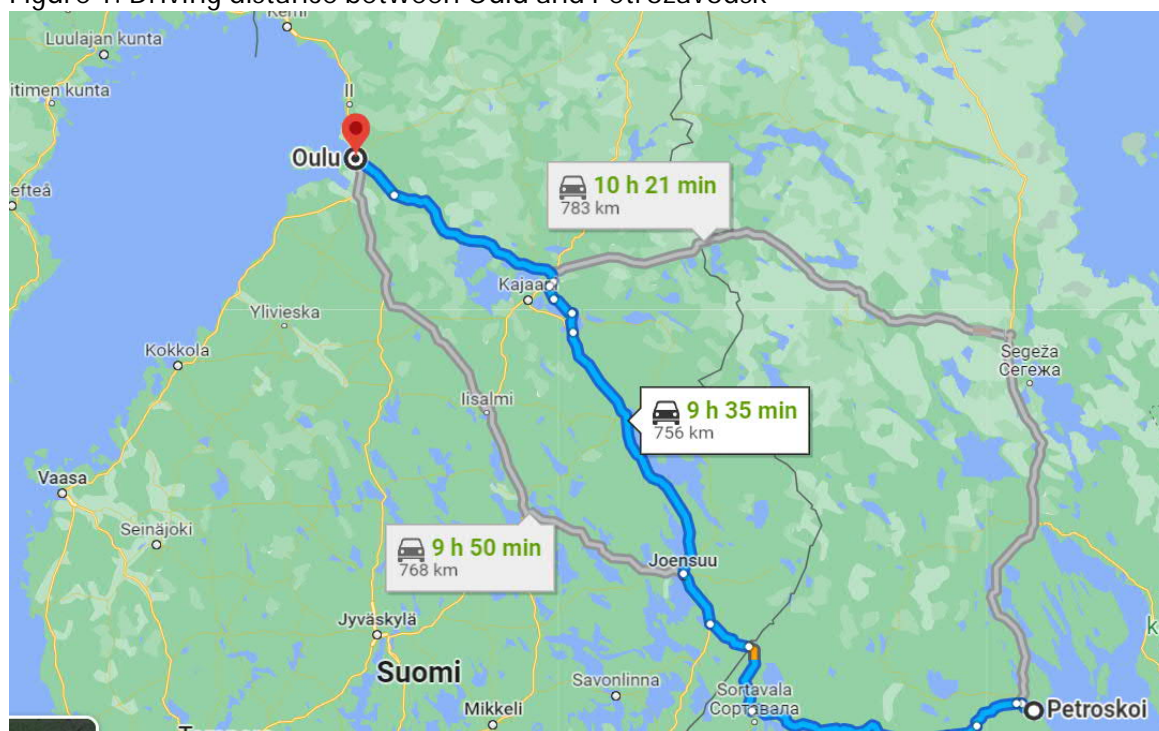 Figure 1: Driving distance between Oulu and Petrozavodsk
Kemi
Luulajan kunta
itimen kunta
II
Oulu
efteå
10 h 21 min
783 km
Kajaani
Ylivieska
Kokkola
Segeža
Сегежа
Iisalmi
9 h 35 min
756 km
Vaasa
Seinäjoki
9 h 50 min
768 km
Joensuu
Jyväskylä
Suomi
Savonlinna
Sortavala
Сортавала
Mikkeli
Petroskoi
k